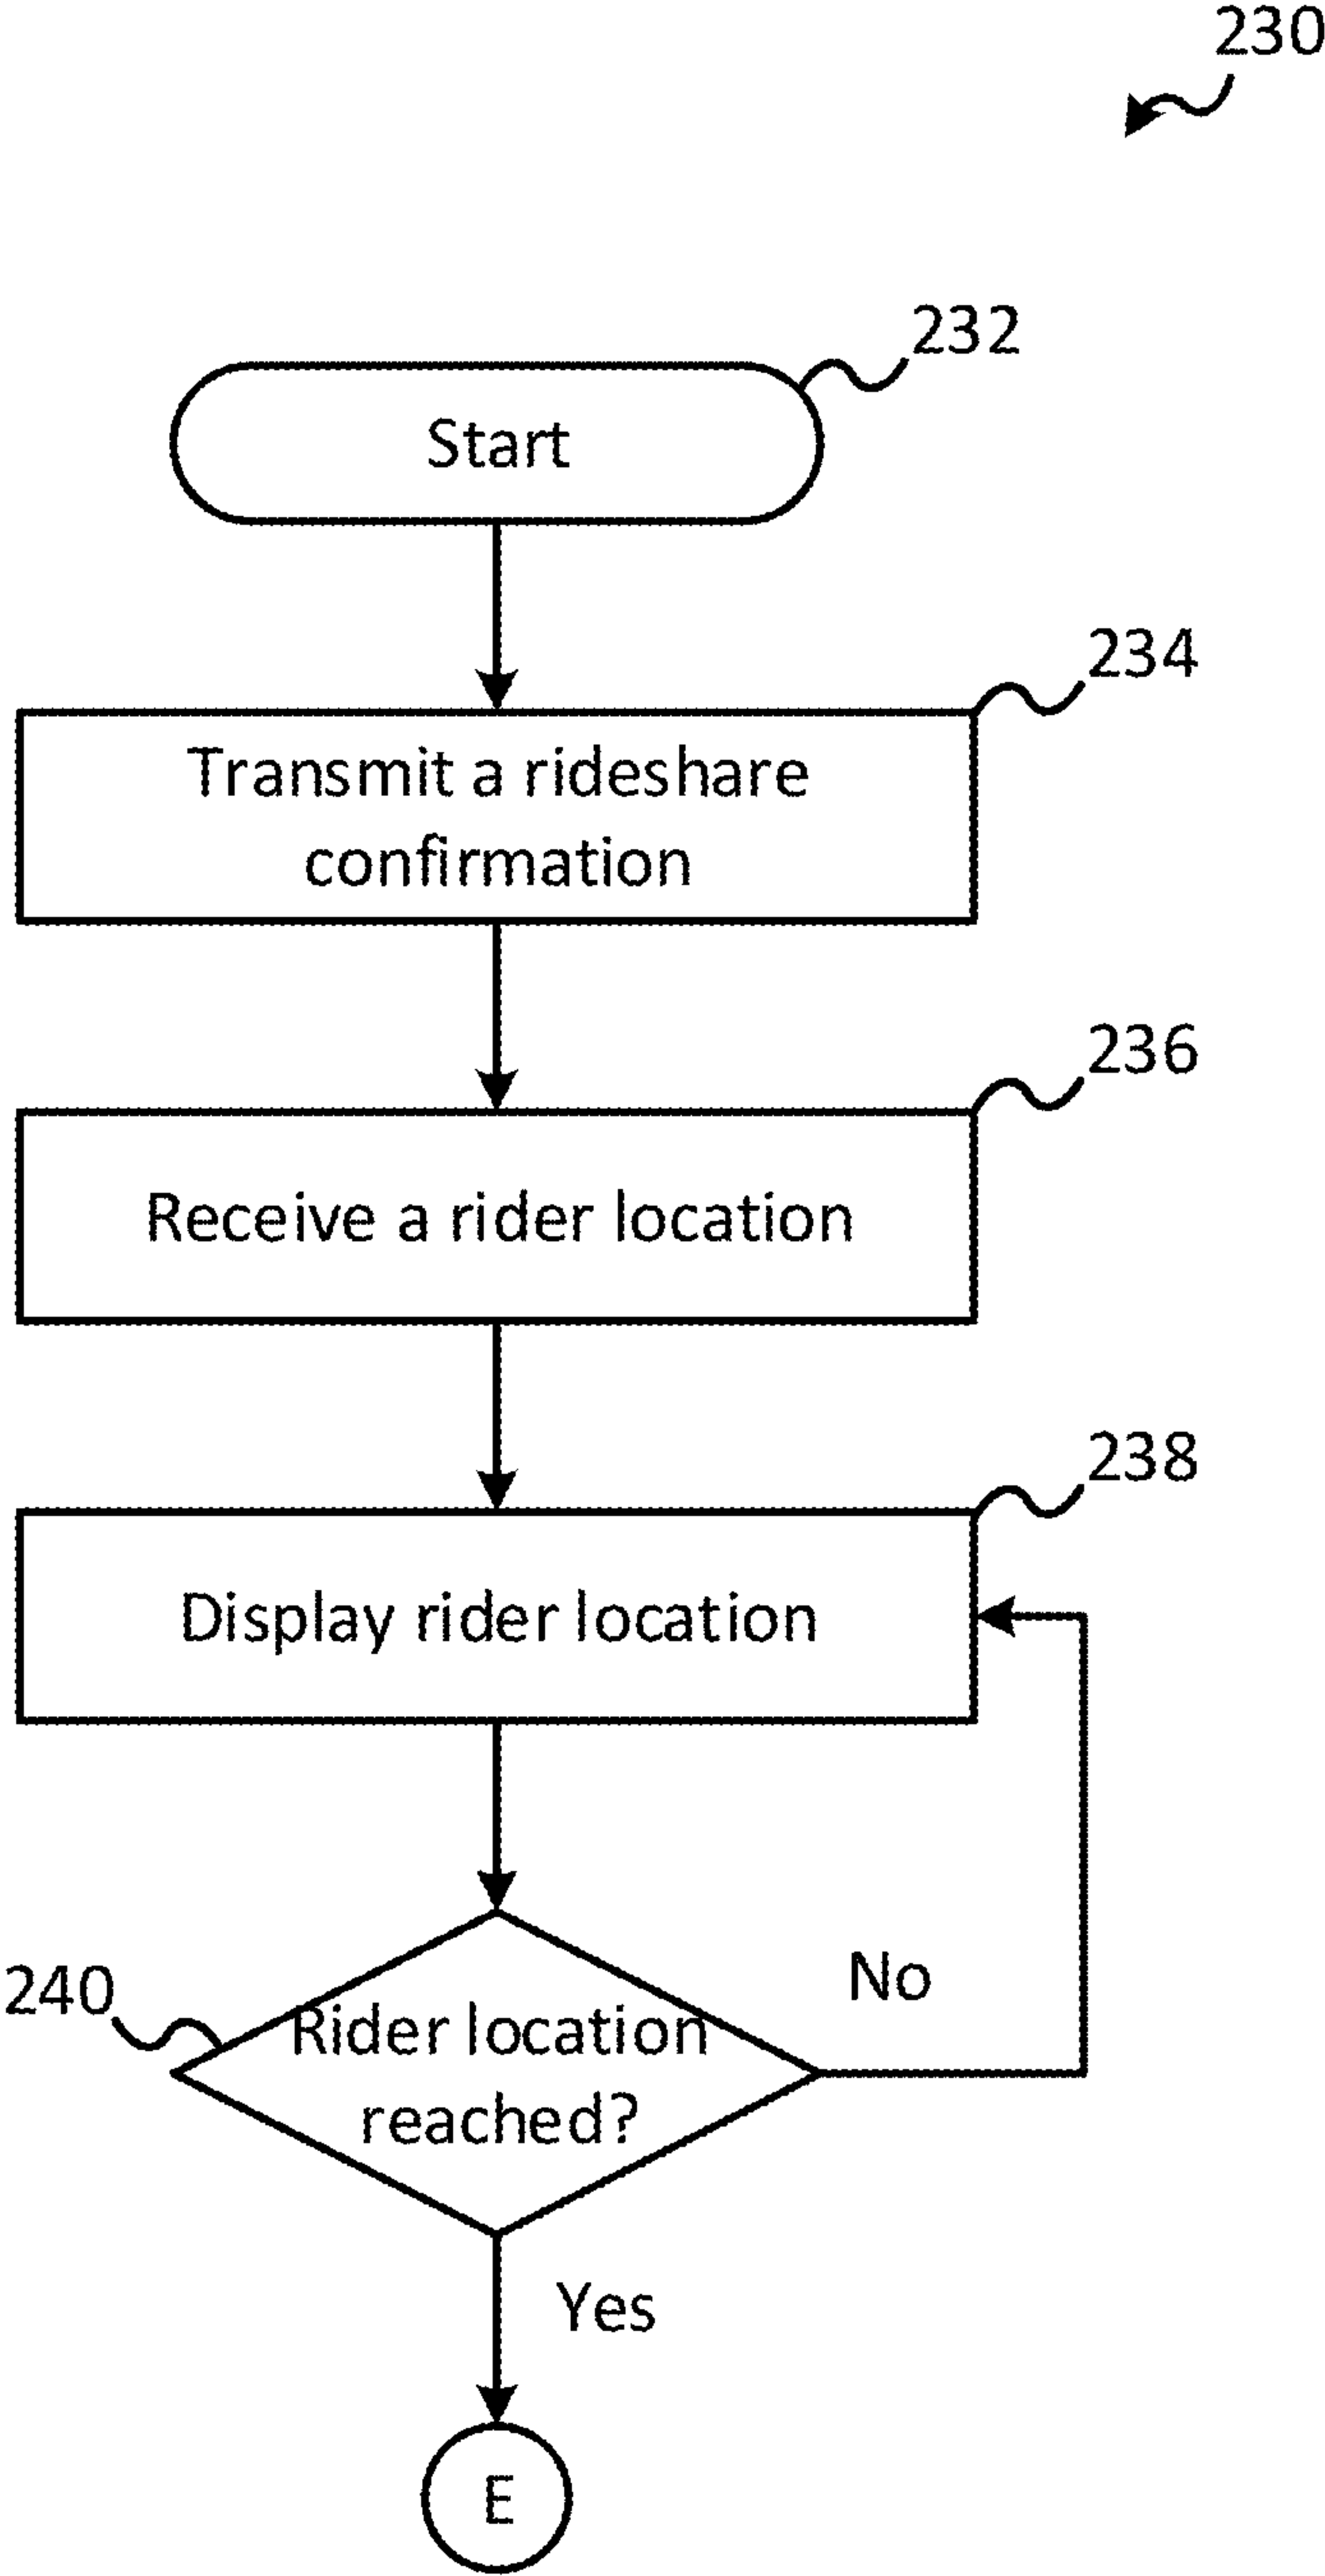 230
232
Start
234
Transmit a rideshare
confirmation
236
Receive a rider location
238
Display rider location
240
No
Rider location
reached?
Yes
E